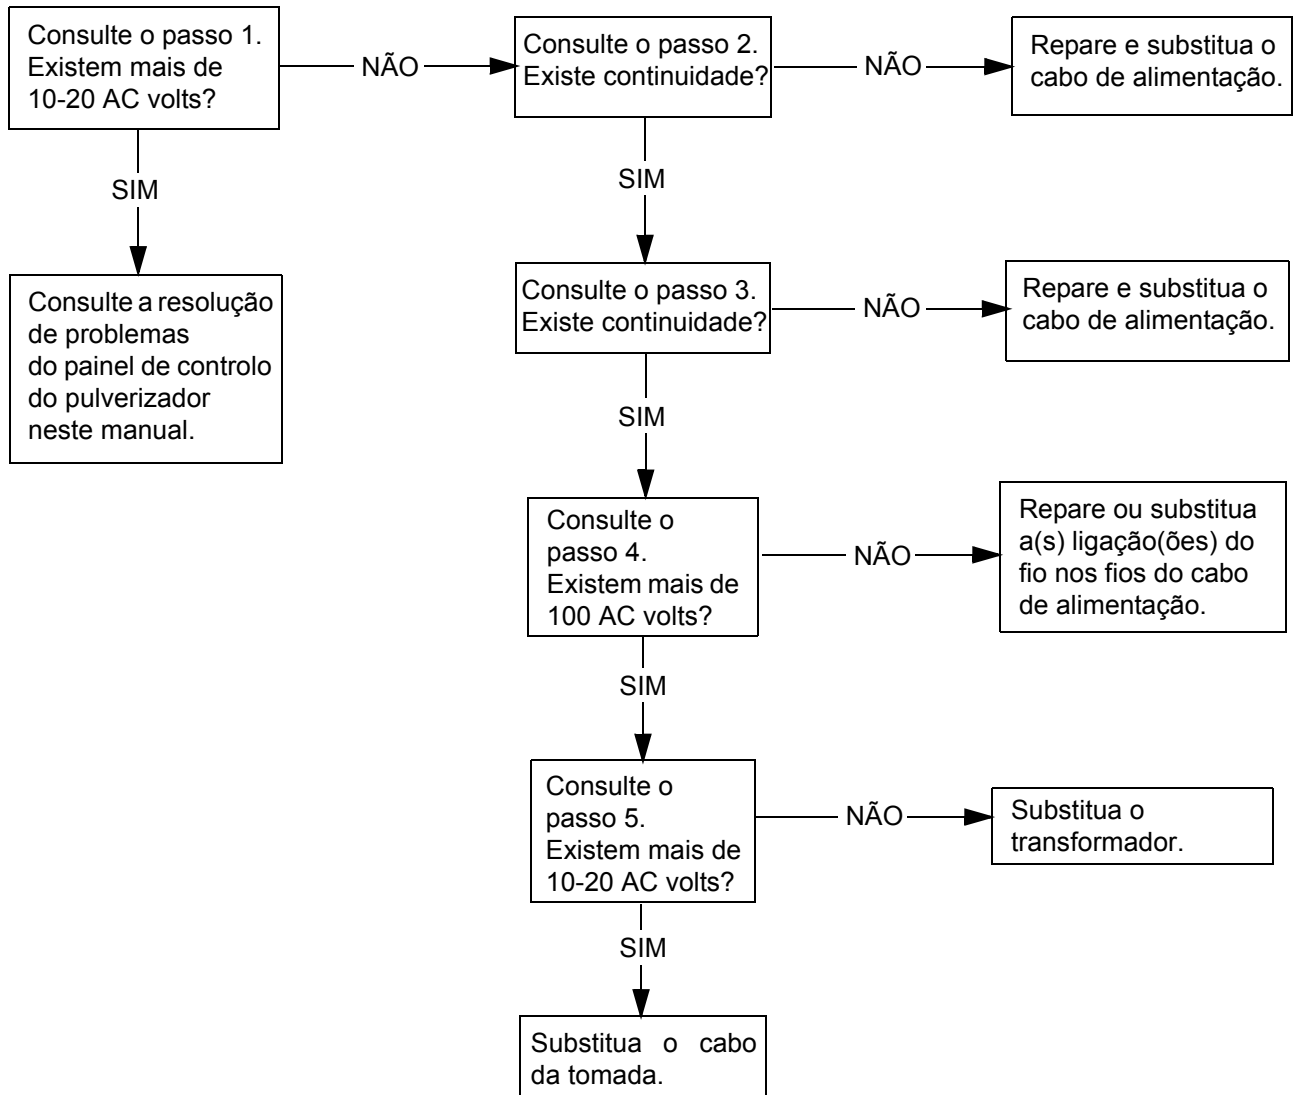 Consulte o passo 1.
Existem mais de
10-20 AC volts?
NÃO
Consulte o passo 2.
Existe continuidade?
NÃO
Repare e substitua o
cabo de alimentação.
SIM
SIM
Consulte a resolução
de problemas
do painel de controlo
do pulverizador
neste manual.
Consulte o passo 3.
Existe continuidade?
NÃO
Repare e substitua o
cabo de alimentação.
SIM
Consulte o
passo 4.
Existem mais de
100 AC volts?
NÃO
Repare ou substitua
a(s) ligação(ões) do
fio nos fios do cabo
de alimentação.
SIM
Consulte o
passo 5.
Existem mais de
10-20 AC volts?
NÃO
Substitua o
transformador.
SIM
Substitua o cabo
da tomada.